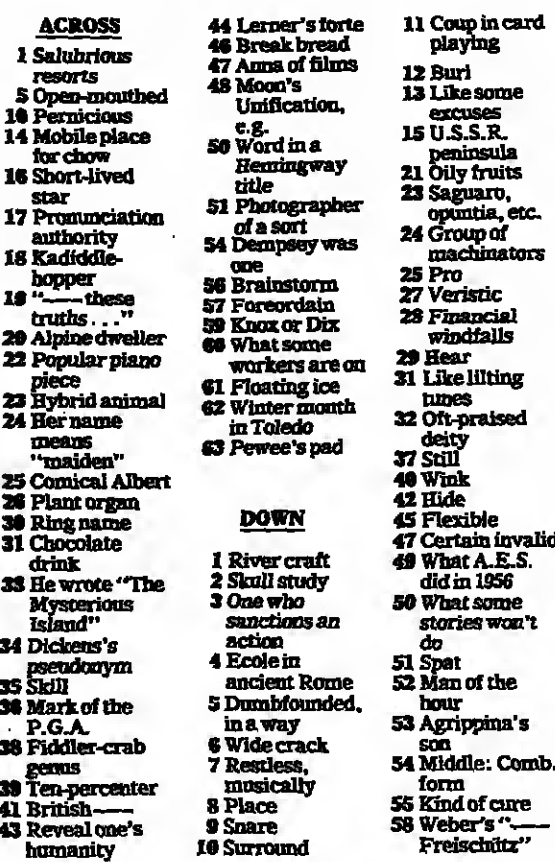 ACROSS
1 Salubrious
resorts
5 Open-mouthed
10 Pernicious
14 Mobile place
for chow
16 Short-lived
star
17 Pronunciation
authority
18 Kadiddle-
hopper
19 "——these
truths . . ."
20 Alpine dweller
22 Popular piano
piece
23 Hybrid animal
24 Her name
means
"maiden"
25 Comical Albert
26 Plant organ
30 Ring name
31 Chocolate
drink
33 He wrote "The
Mysterious
Island"
34 Dickens's
pseudonym
35 Skill
36 Mark of the
P.G.A.
38 Fiddler-crab
genus
39 Ten-percenter
41 British——
43 Reveal one's
humanity
44 Lerner's forte
46 Break bread
47 Anna of films
48 Moon's
Unification,
e.g.
50 Word in a
Hemingway
title
51 Photographer
of a sort
54 Dempsey was
one
56 Brainstorm
57 Foreordain
59 Knox or Dix
60 What some
workers are on
61 Floating ice
62 Winter month
in Toledo
63 Pewee's pad
DOWN
1 River craft
2 Skull study
3 One who
sanctions an
action
4 Ecole in
ancient Rome
5 Dumbfounded,
in a way
6 Wide crack
7 Restless,
musically
8 Place
9 Snare
10 Surround
11 Coup in card
playing
12 Burl
13 Like some
excuses
15 U.S.S.R.
peninsula
21 Oily fruits
23 Saguaro,
opuntia, etc.
24 Group of
machinators
25 Pro
27 Veristic
28 Financial
windfalls
29 Hear
31 Like lilting
tunes
32 Oft-praised
deity
37 Still
40 Wink
42 Hide
45 Flexible
47 Certain invalid
49 What A.E.S.
did in 1956
50 What some
stories won't
do
51 Spat
52 Man of the
hour
53 Agrippina's
son
54 Middle: Comb.
form
55 Kind of cure
58 Weber's "——
Freischütz"